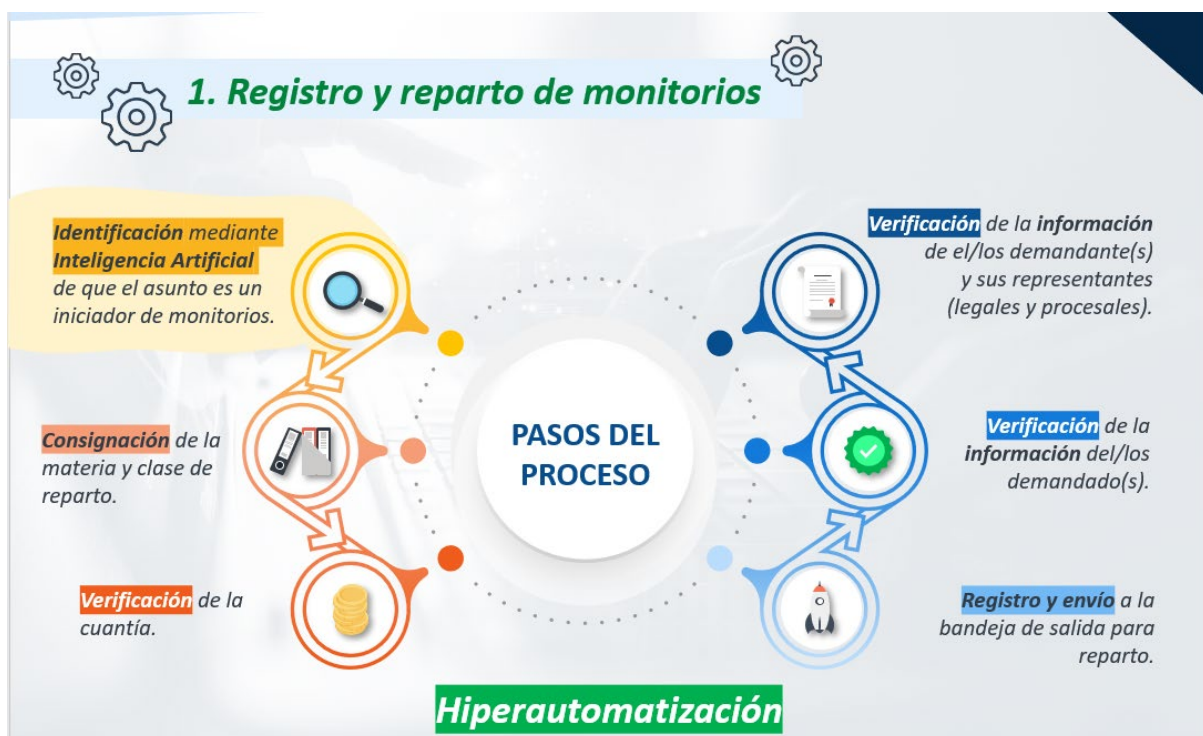 1. Registro y reparto de monitorios
Identificación mediante
Inteligencia Artificial
de que el asunto es un
iniciador de monitorios.
Consignación de la
materia y clase de
reparto.
Verificación de la
cuantía.
PASOS DEL
PROCESO
Verificación de la información
de el/los demandante(s)
y sus representantes
(legales y procesales).
Verificación de la
información del/los
demandado(s).
Registro y envío a la
bandeja de salida para
reparto.
Hiperautomatización